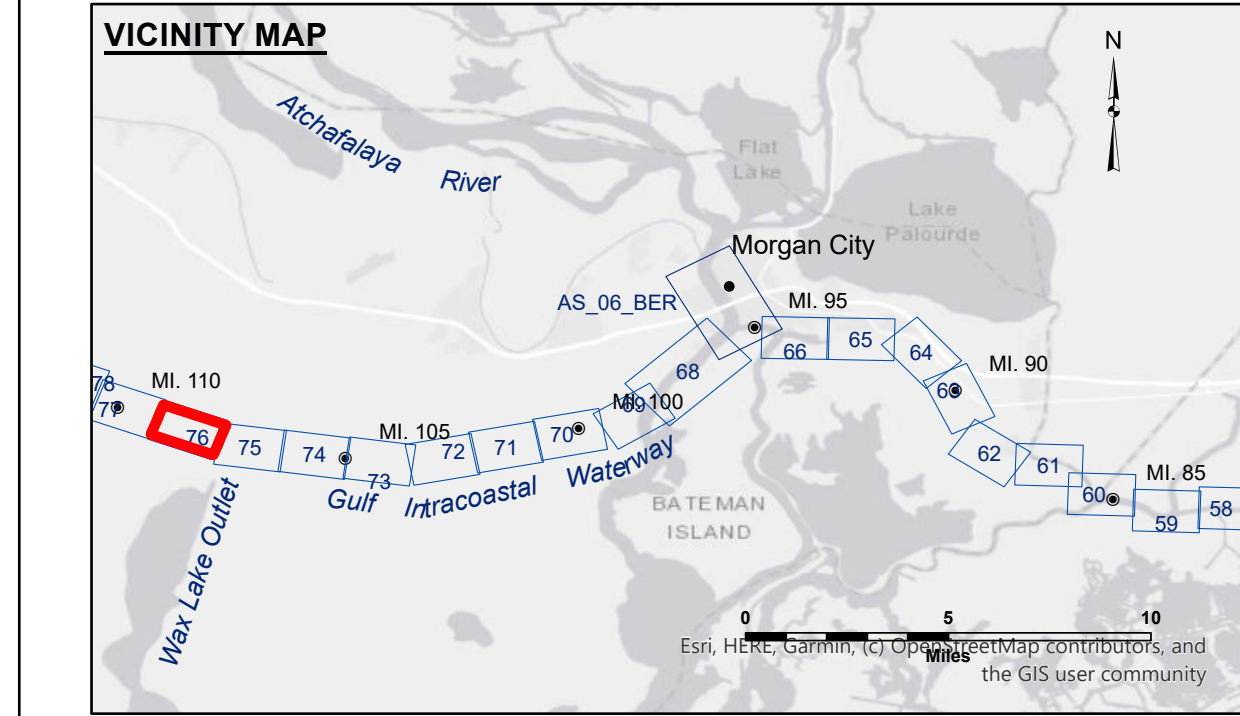 VICINITY MAP
N
Atchafalaya River
Flat
Lake
Lake
Palourde
Morgan City
AS_06_BER
MI. 95
66
65
64
MI. 90
63
68
78
MI. 110
77
MI. 100
69
76
75
74
MI. 105
73
72
71
70
62
61
MI. 85
60
59
58
Gulf Intracoastal Waterway
BATEMAN
ISLAND
Wax Lake Outlet
0 5 10
Miles
Esri, HERE, Garmin, (c) OpenStreetMap contributors, and
the GIS user community